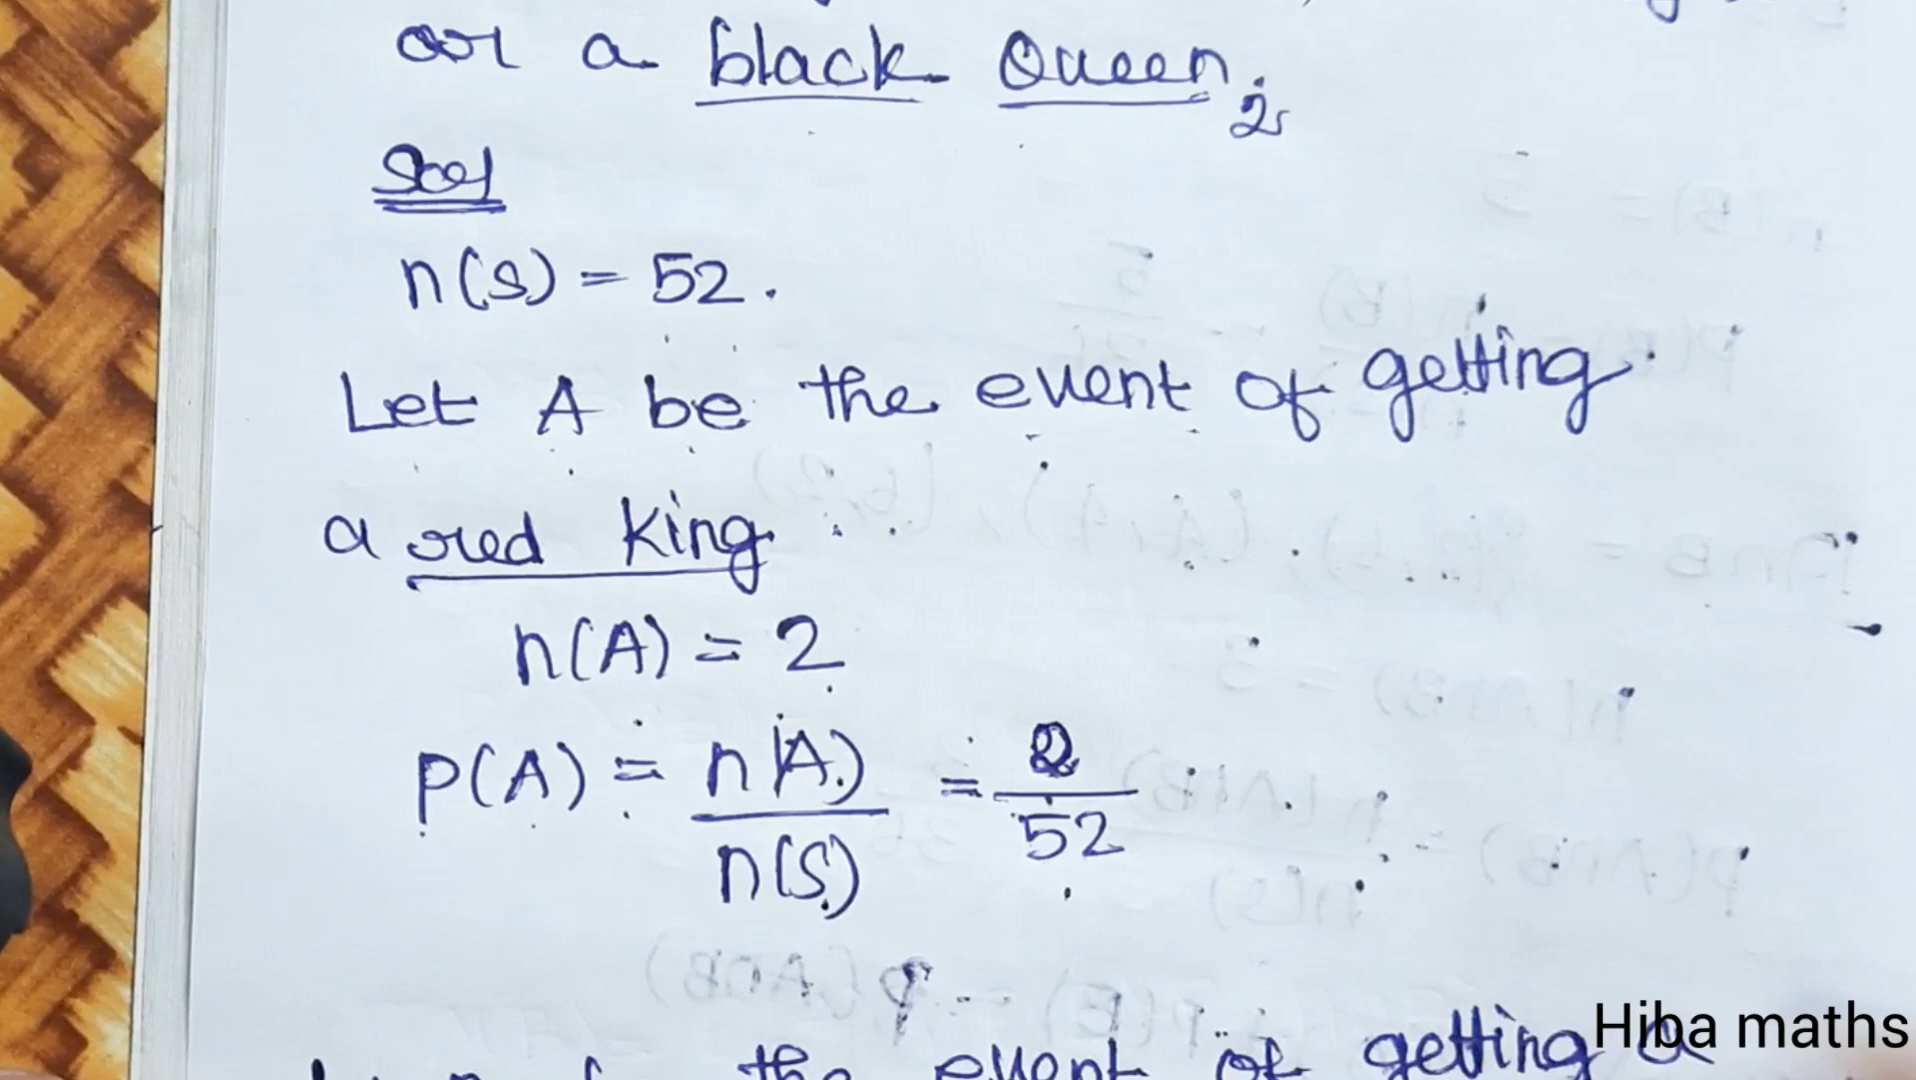 or a black Queen.
2
Sol
n(S) = 52.
Let A be the event of getting
a red King.
n(A) = 2
P(A) = n(A) / n(S) = 2 / 52
the event of getting a
Hiba maths